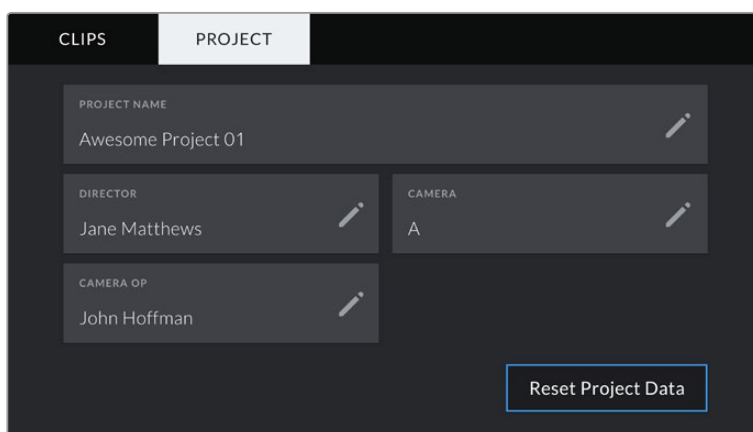 CLIPS PROJECT
PROJECT NAME
Awesome Project 01
DIRECTOR CAMERA
Jane Matthews A
CAMERA OP
John Hoffman
Reset Project Data